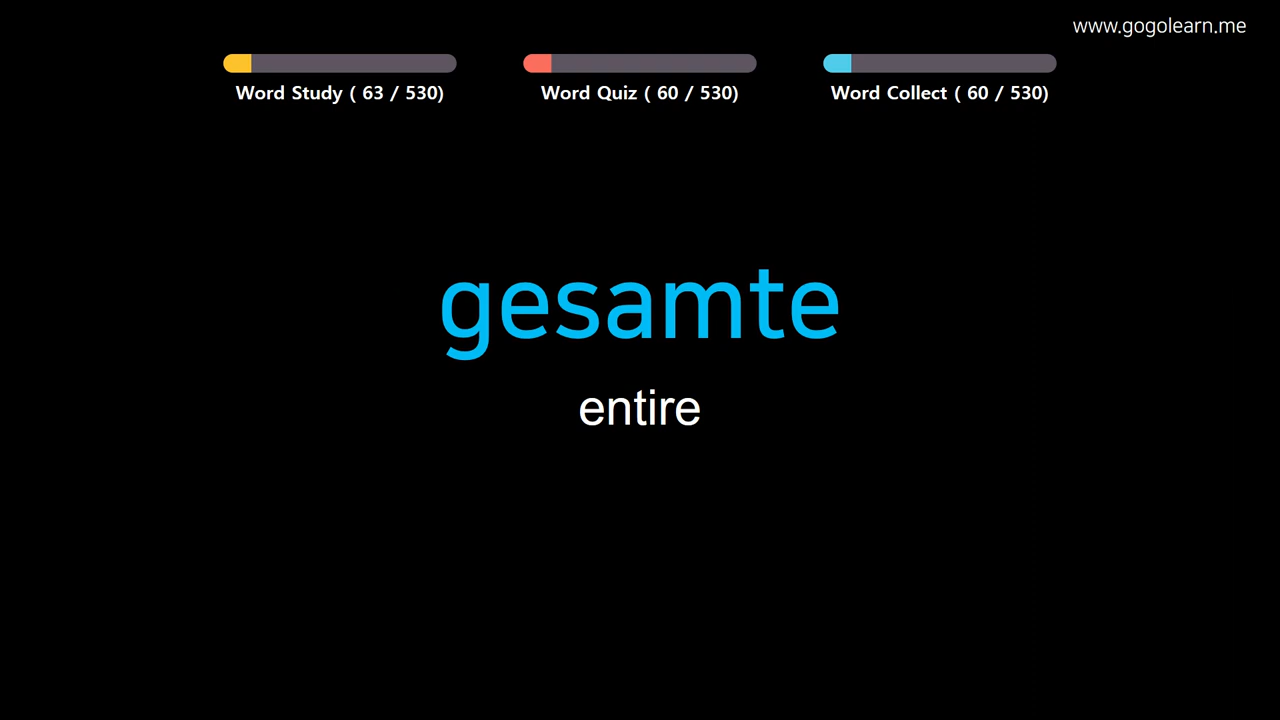 www.gogolearn.me
Word Study ( 63 / 530)
Word Quiz ( 60 / 530)
Word Collect ( 60 / 530)
gesamte
entire